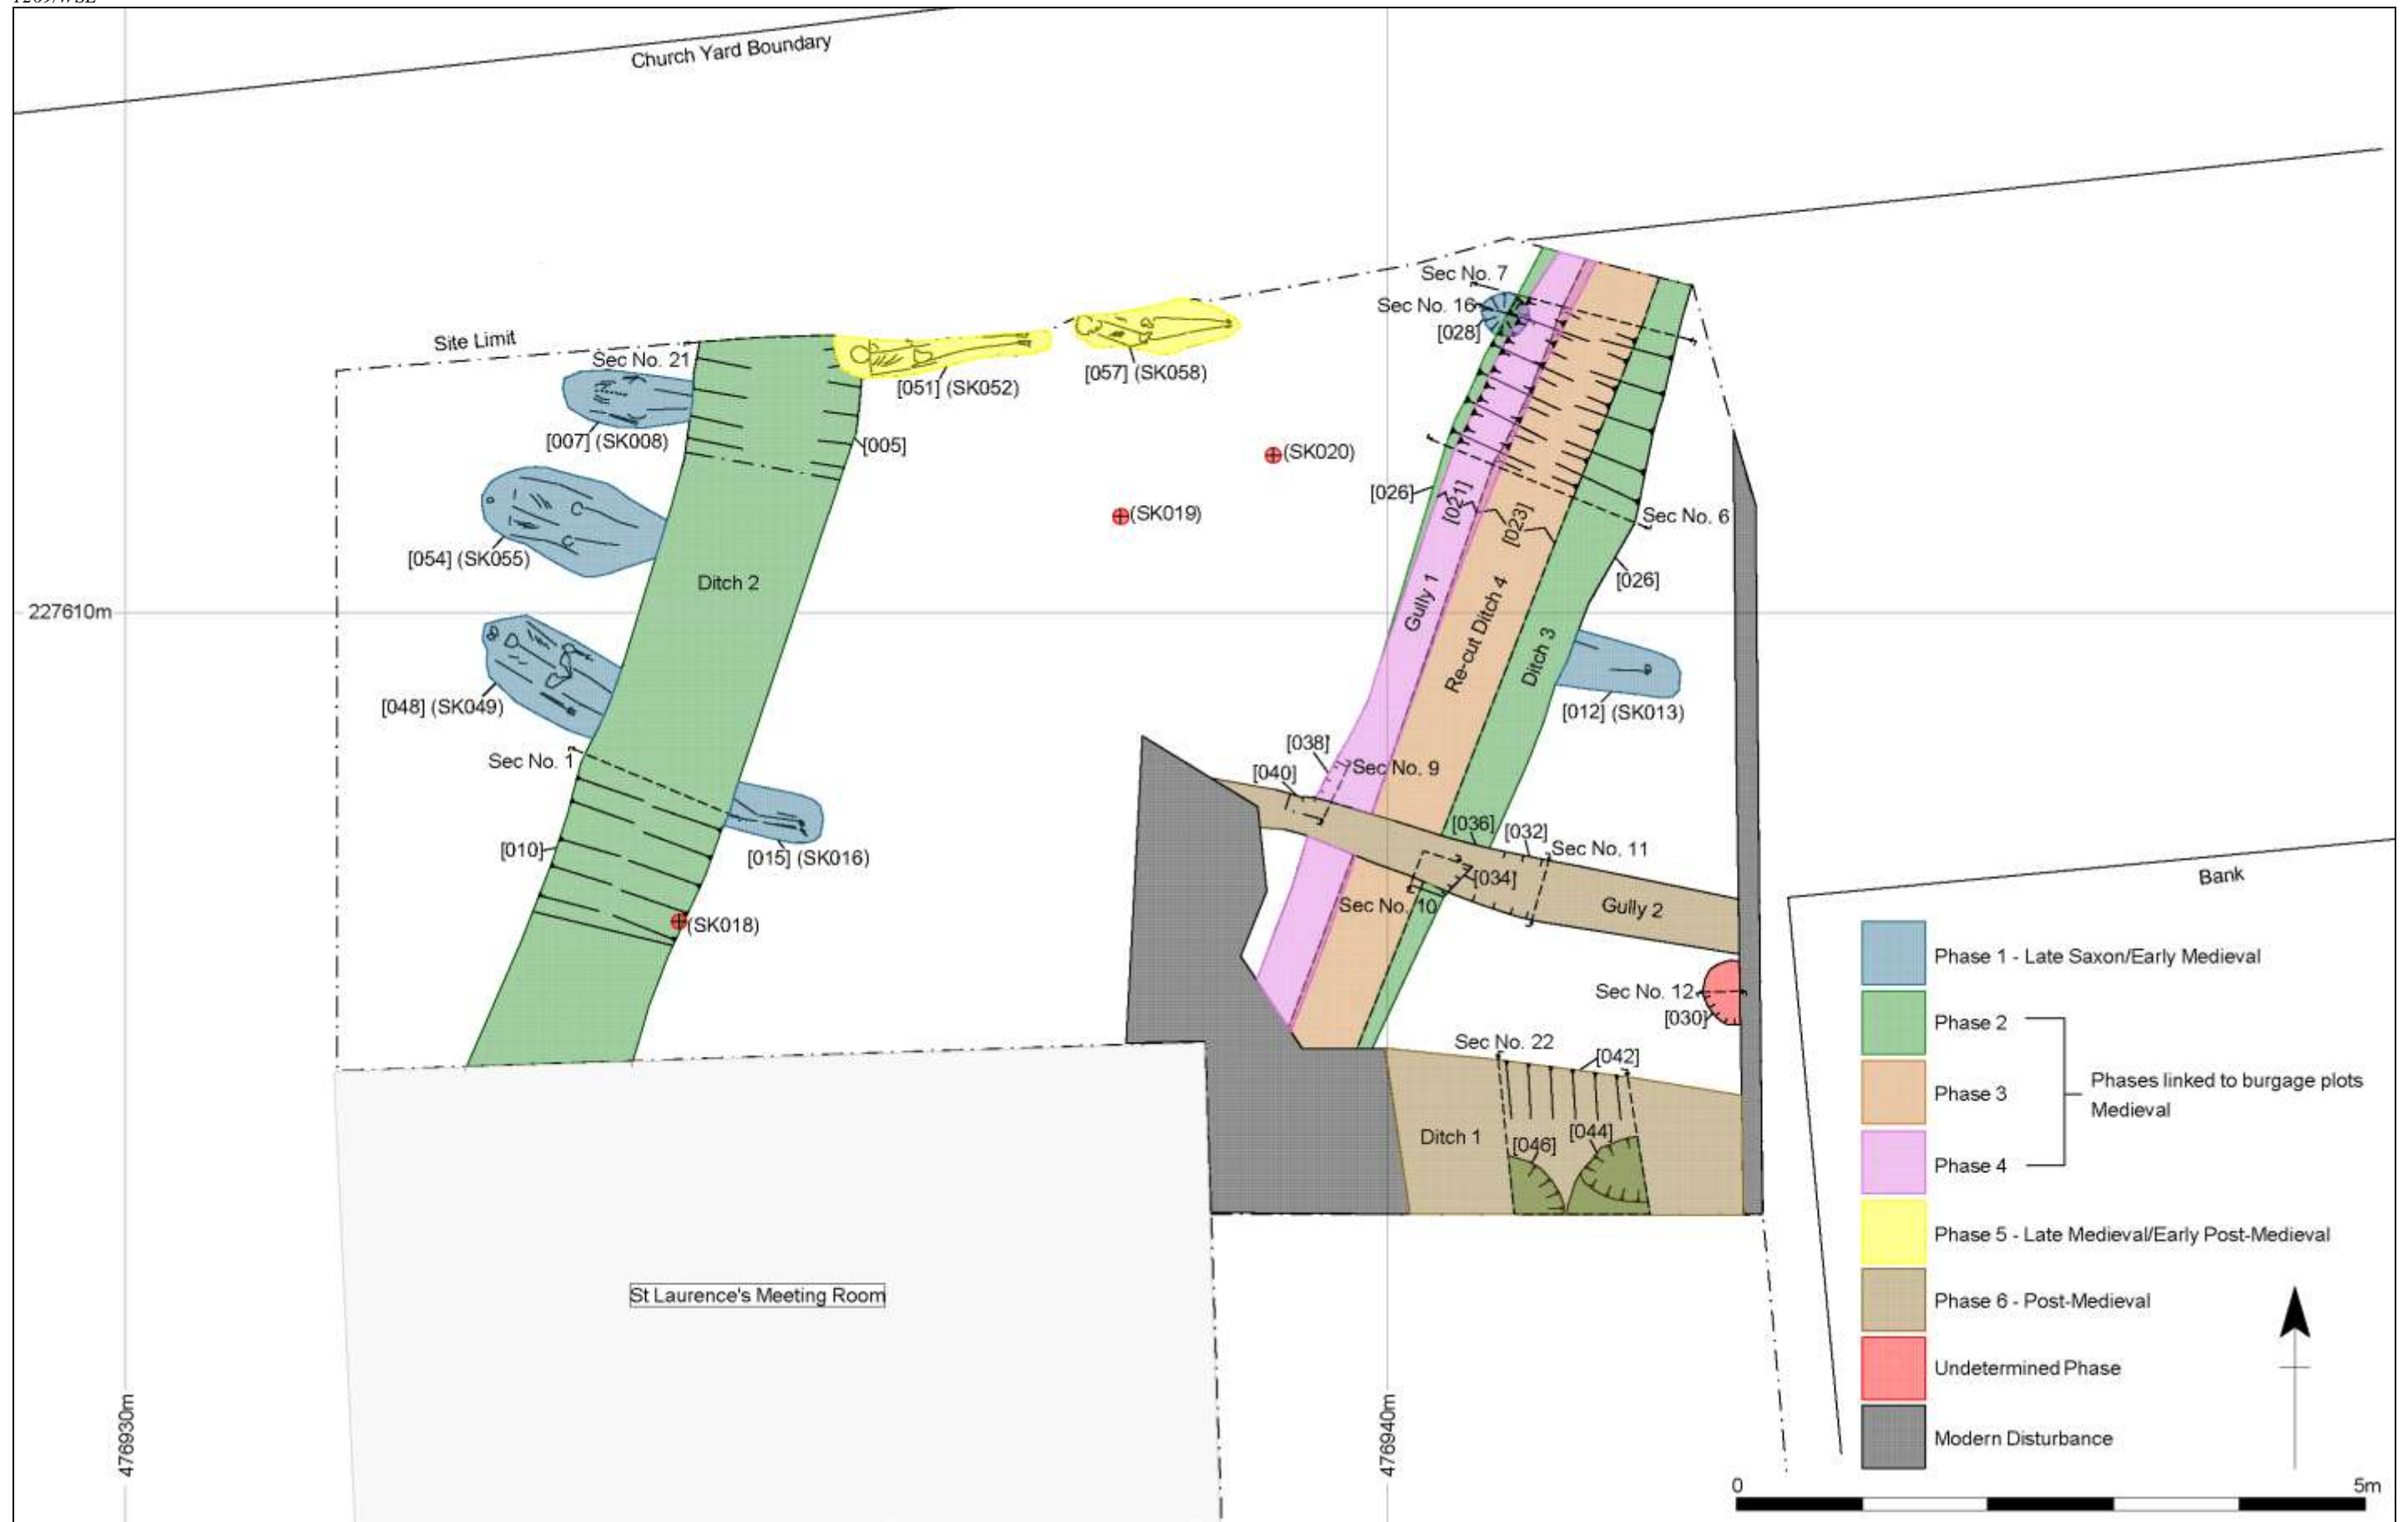 Church Yard Boundary
Site Limit
Sec No. 21
[007] (SK008)
[054] (SK055)
[048] (SK049)
Sec No. 1
[010]
[005]
Ditch 2
[015] (SK016)
(SK018)
[051] (SK052)
[057] (SK058)
(SK020)
(SK019)
Sec No. 7
Sec No. 16
[028]
[026]
[021]
[023]
Sec No. 6
[026]
Gully 1
Re-cut Ditch 4
Ditch 3
[012] (SK013)
227610m
[038]
[040]
Sec No. 9
[036]
[032]
Sec No. 11
[034]
Sec No. 10
Gully 2
Sec No. 12
[030]
Sec No. 22
[042]
Ditch 1
[046]
[044]
St Laurence's Meeting Room
476930m
476940m
Bank
Phase 1 - Late Saxon/Early Medieval
Phase 2
Phase 3
Phase 4
Phases linked to burgage plots
Medieval
Phase 5 - Late Medieval/Early Post-Medieval
Phase 6 - Post-Medieval
Undetermined Phase
Modern Disturbance
0
5m